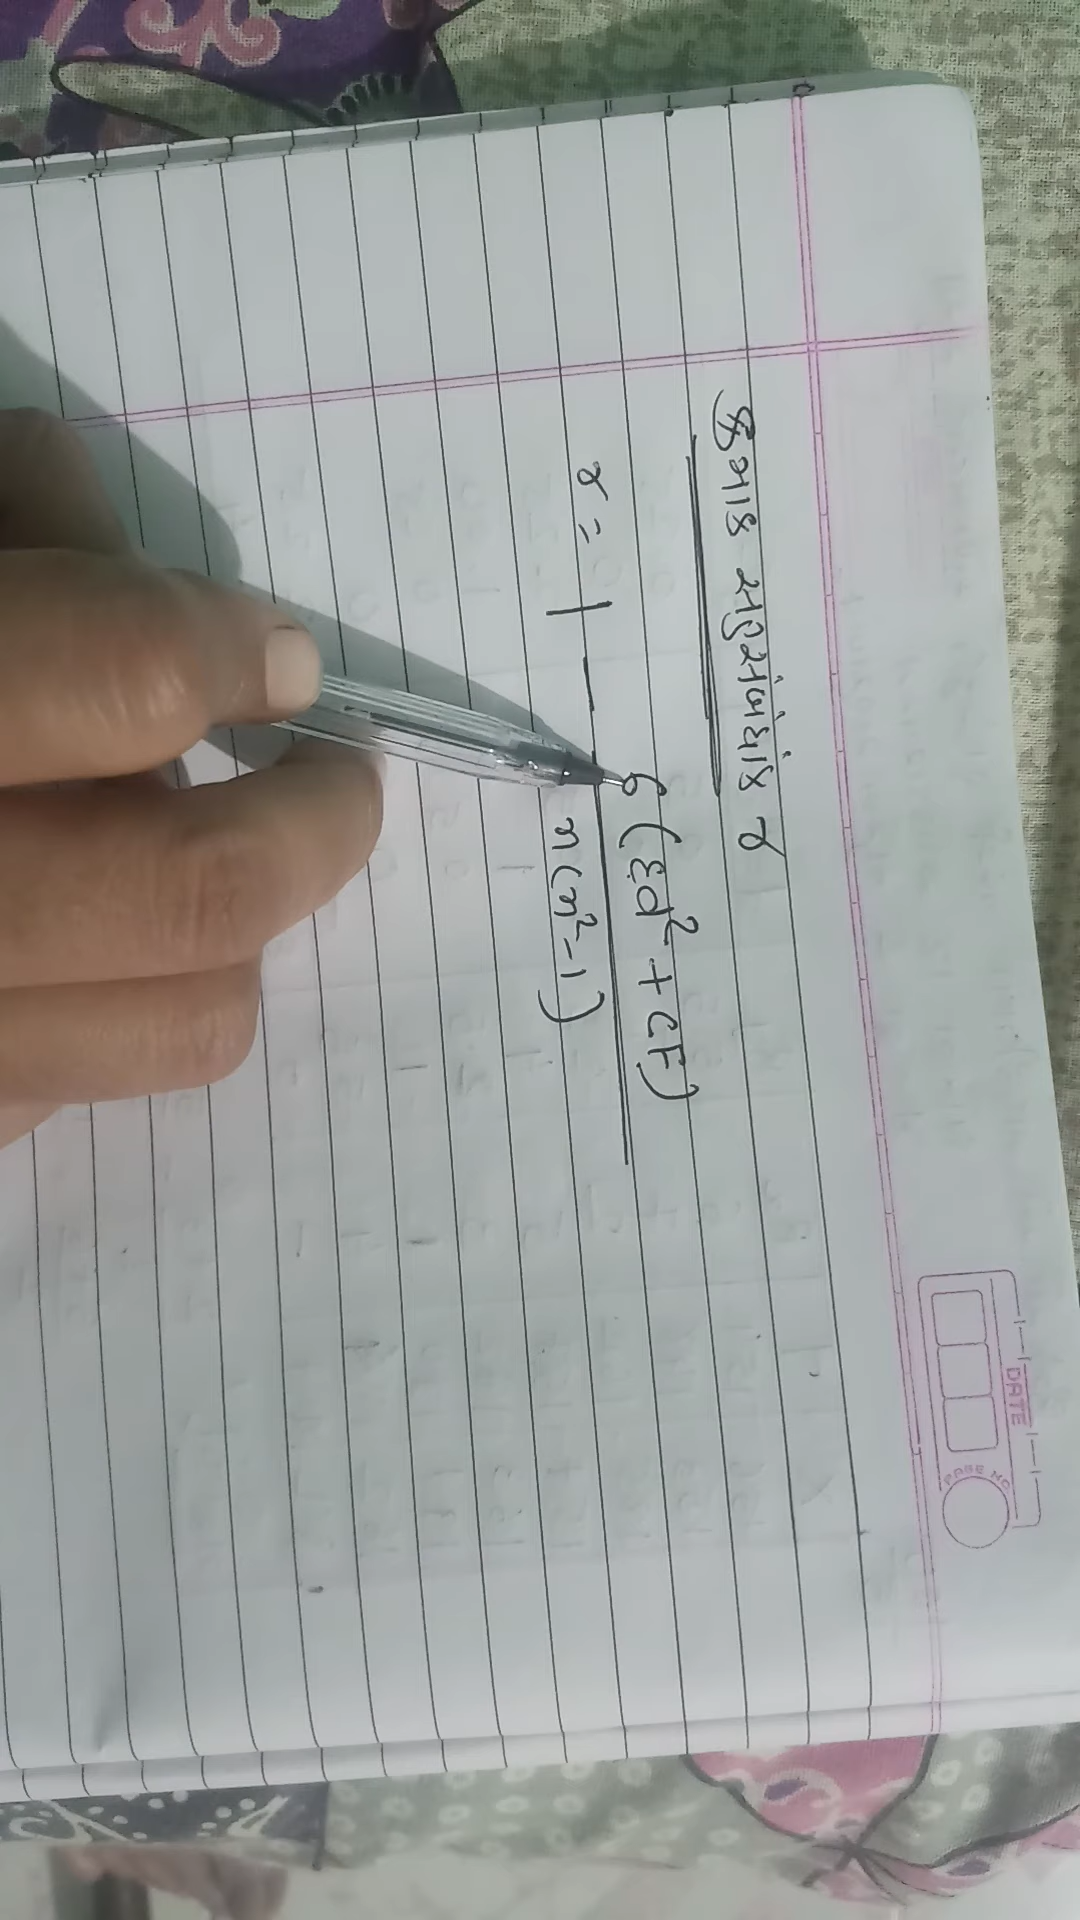 DATE
PAGE NO.
ક્રમાંક સહસંબંધાંક r
r = 1 - 6 (Σd² + CF)
n(n² - 1)